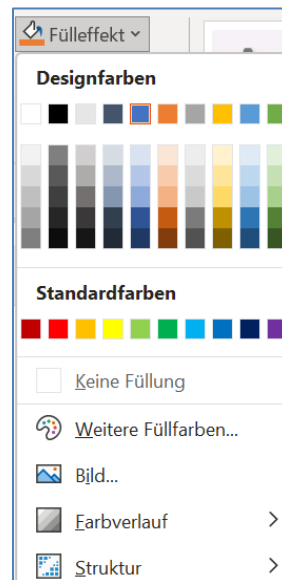 Fülleffekt
Designfarben
Standardfarben
Keine Füllung
Weitere Füllfarben...
Bild...
Farbverlauf
Struktur